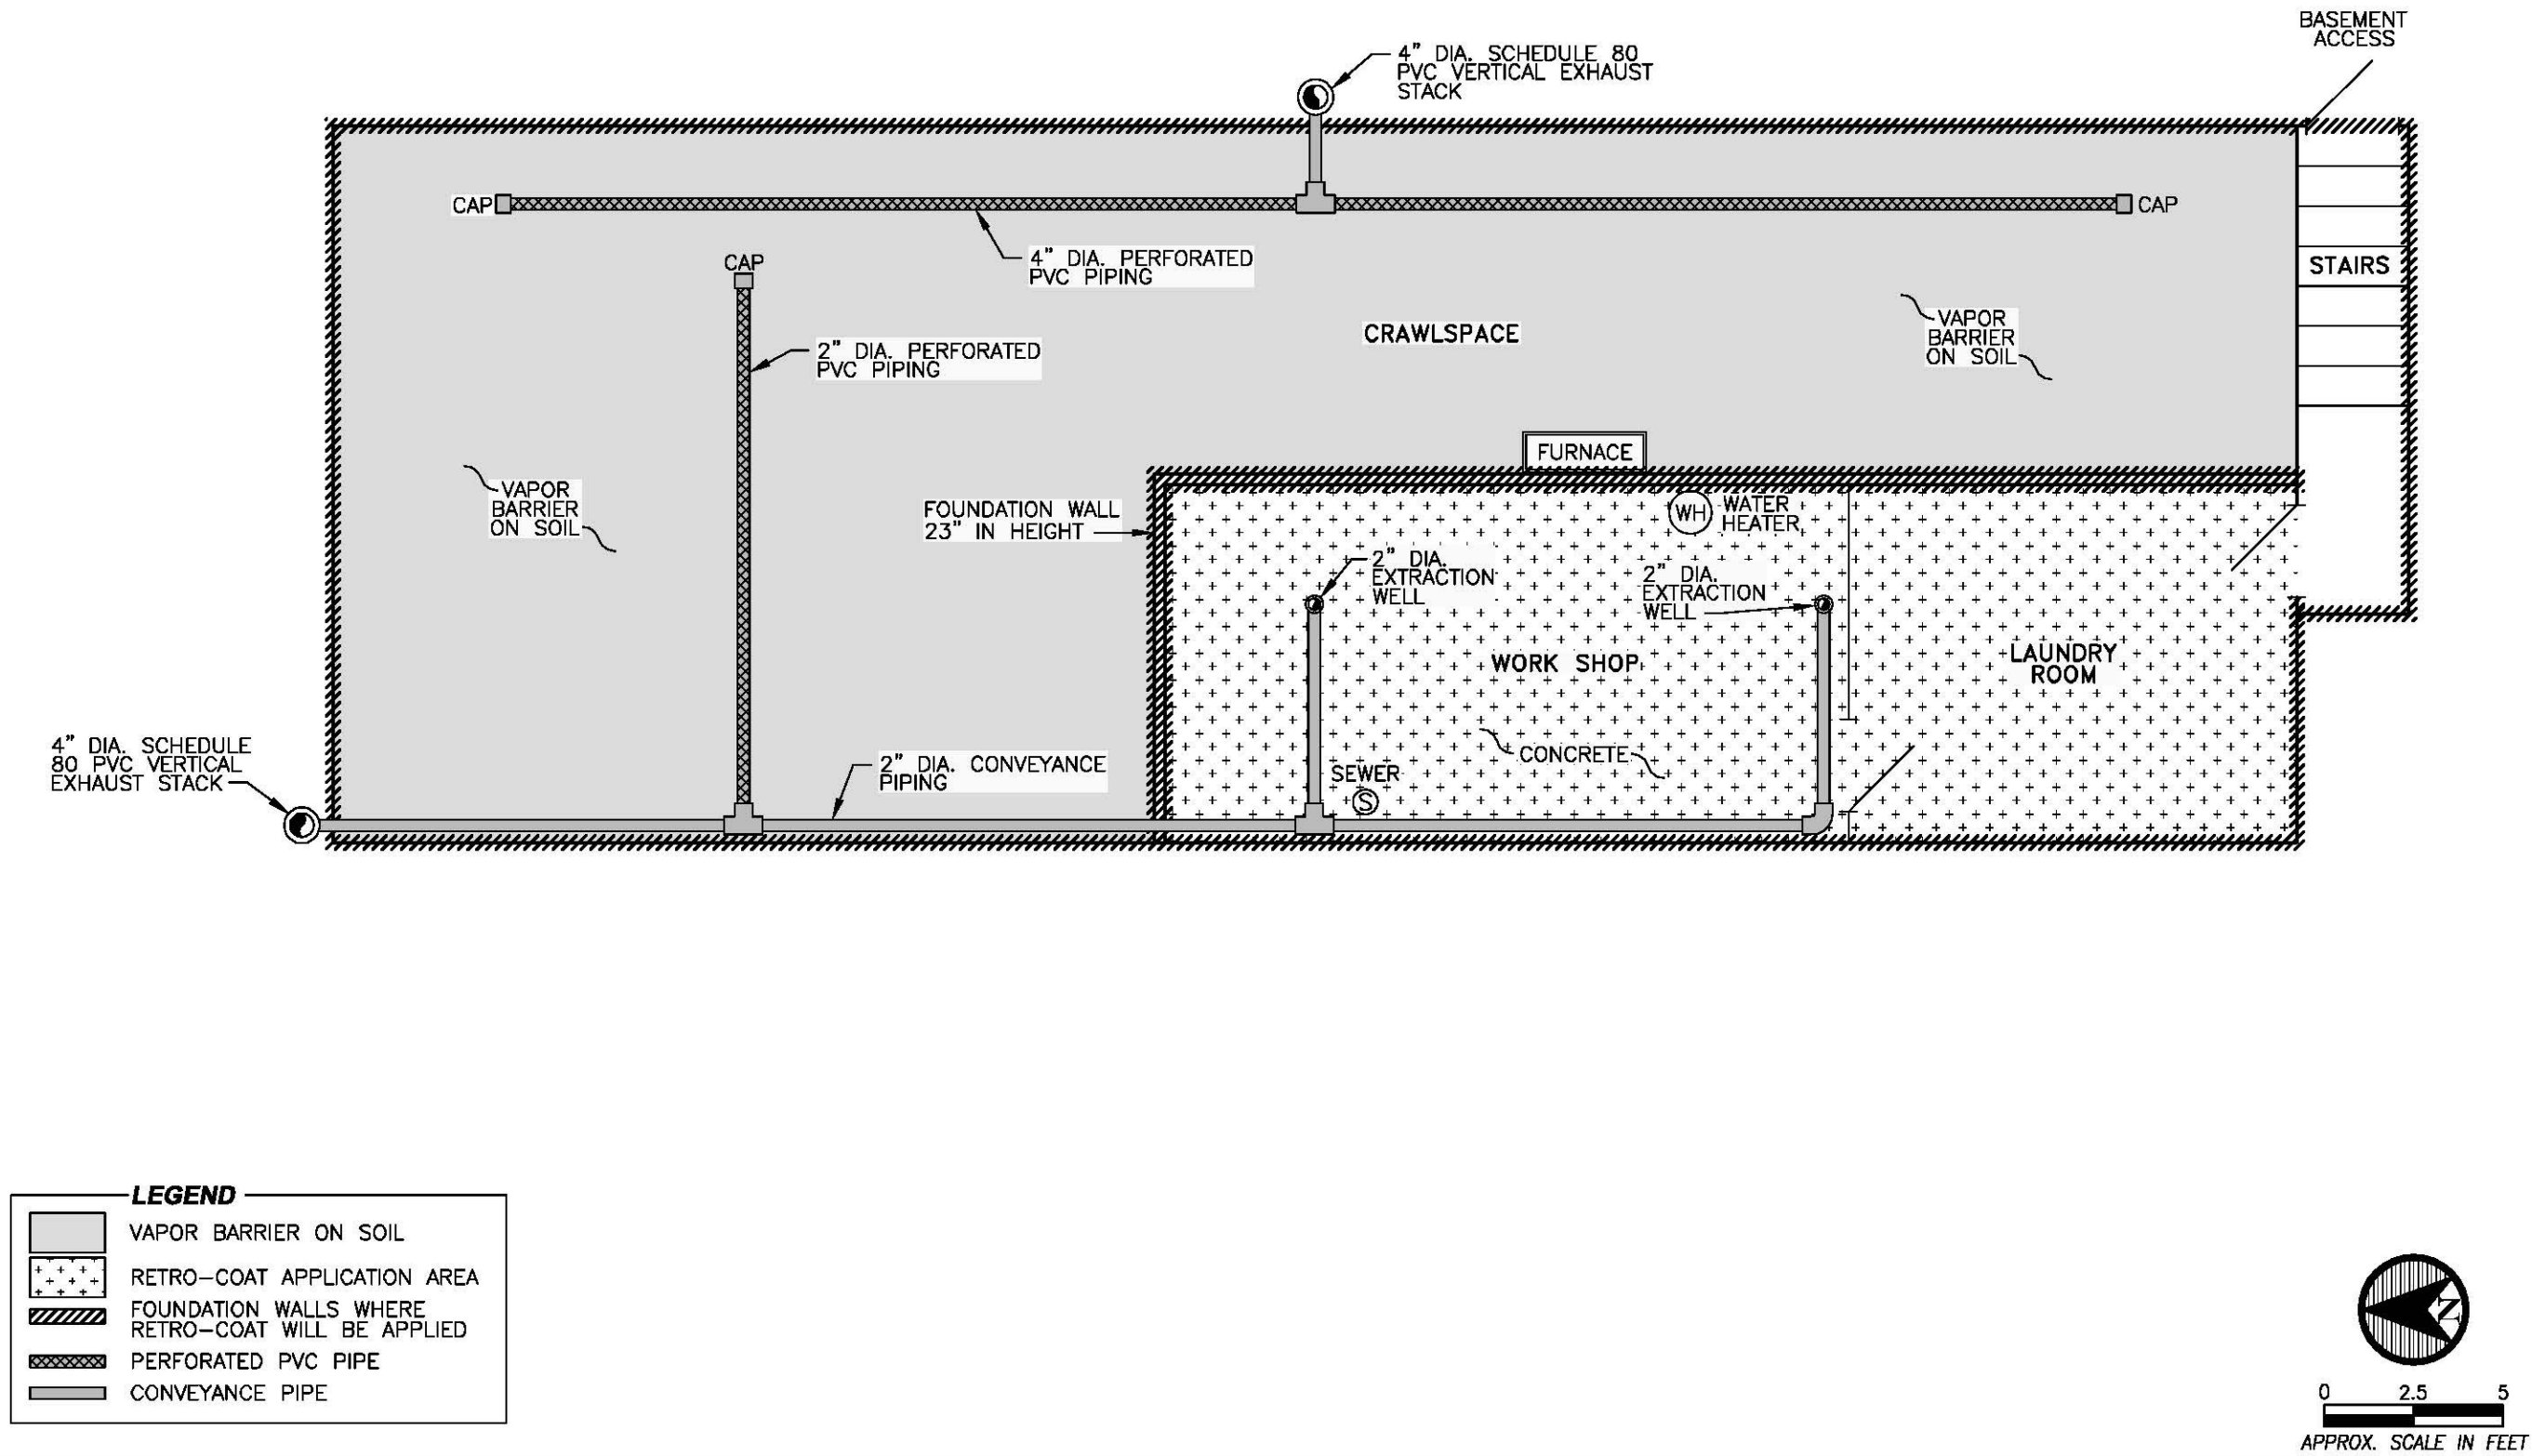 BASEMENT
ACCESS
4" DIA. SCHEDULE 80
PVC VERTICAL EXHAUST
STACK
CAP
CAP
4" DIA. PERFORATED
PVC PIPING
CAP
STAIRS
2" DIA. PERFORATED
PVC PIPING
CRAWLSPACE
VAPOR
BARRIER
ON SOIL
FURNACE
VAPOR
BARRIER
ON SOIL
FOUNDATION WALL
23" IN HEIGHT
WH
WATER
HEATER
2" DIA.
EXTRACTION
WELL
2" DIA.
EXTRACTION
WELL
WORK SHOP
LAUNDRY
ROOM
4" DIA. SCHEDULE
80 PVC VERTICAL
EXHAUST STACK
2" DIA. CONVEYANCE
PIPING
CONCRETE
SEWER
S
LEGEND
VAPOR BARRIER ON SOIL
RETRO-COAT APPLICATION AREA
FOUNDATION WALLS WHERE
RETRO-COAT WILL BE APPLIED
PERFORATED PVC PIPE
CONVEYANCE PIPE
N
0 2.5 5
APPROX. SCALE IN FEET